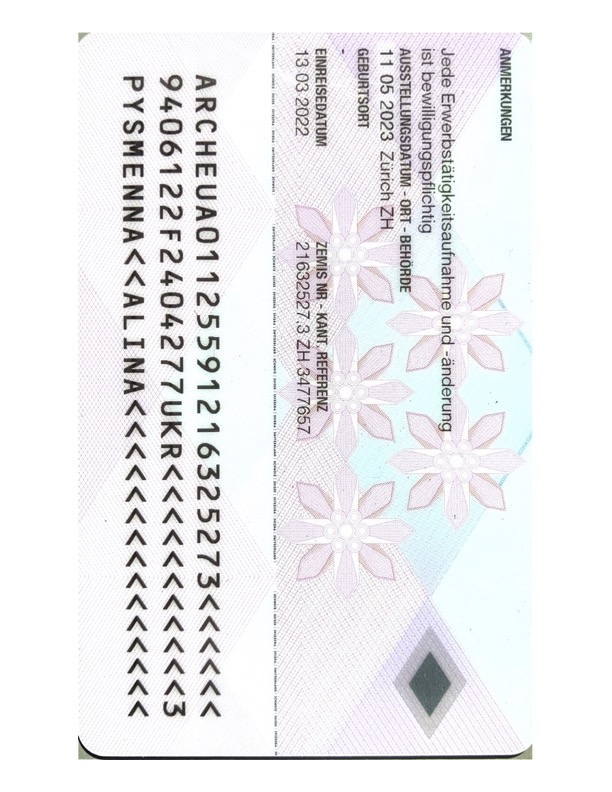 ANMERKUNGEN
Jede Erwerbstätigkeitsaufnahme und -änderung
ist bewilligungspflichtig
AUSSTELLUNGSDATUM - ORT - BEHÖRDE
11 05 2023 Zürich ZH
GEBURTSORT
-
EINREISEDATUM ZEMIS NR - KANT. REFERENZ
13 03 2022 21632527.3 ZH 3477657
ARCHEUA01125591216325273<<<<<<
9406122F2404277UKR<<<<<<<<<<<3
PYSMENNA<<ALINA<<<<<<<<<<<<<<<